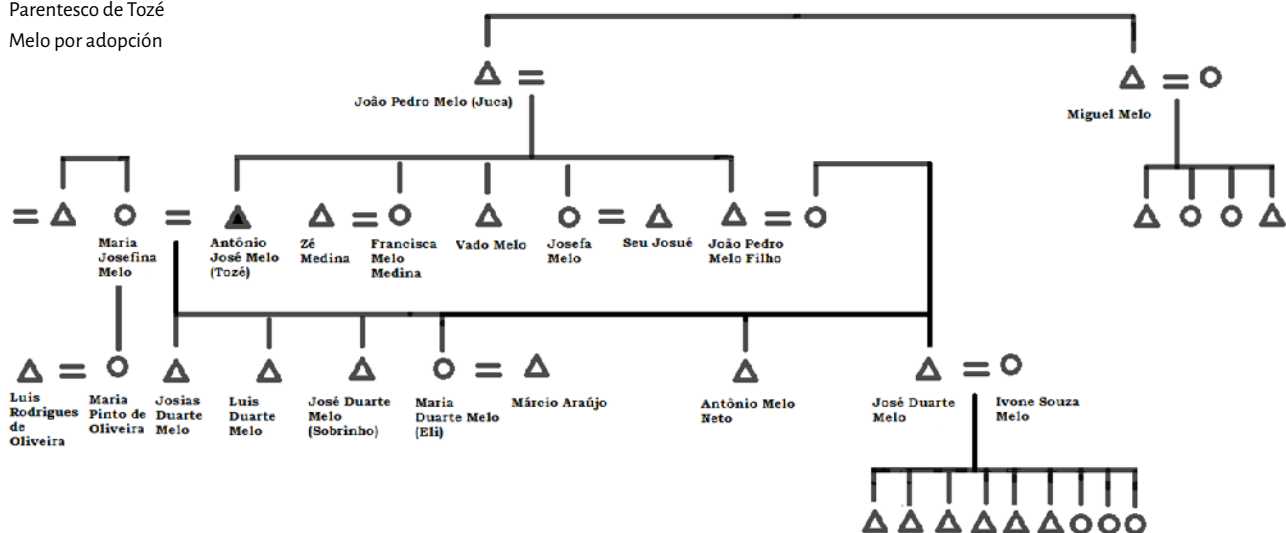 Parentesco de Tozé
Melo por adopción
João Pedro Melo (Juca)
Miguel Melo
Maria
Josefina
Melo
Antônio
José Melo
(Tozé)
Zé
Medina
Francisca
Melo
Medina
Vado Melo
Josefa
Melo
Seu Josué
João Pedro
Melo Filho
Luis
Rodrigues
de
Oliveira
Maria
Pinto de
Oliveira
Josias
Duarte
Melo
Luis
Duarte
Melo
José Duarte
Melo
(Sobrinho)
Maria
Duarte Melo
(Eli)
Márcio Araújo
Antônio Melo
Neto
José Duarte
Melo
Ivone Souza
Melo